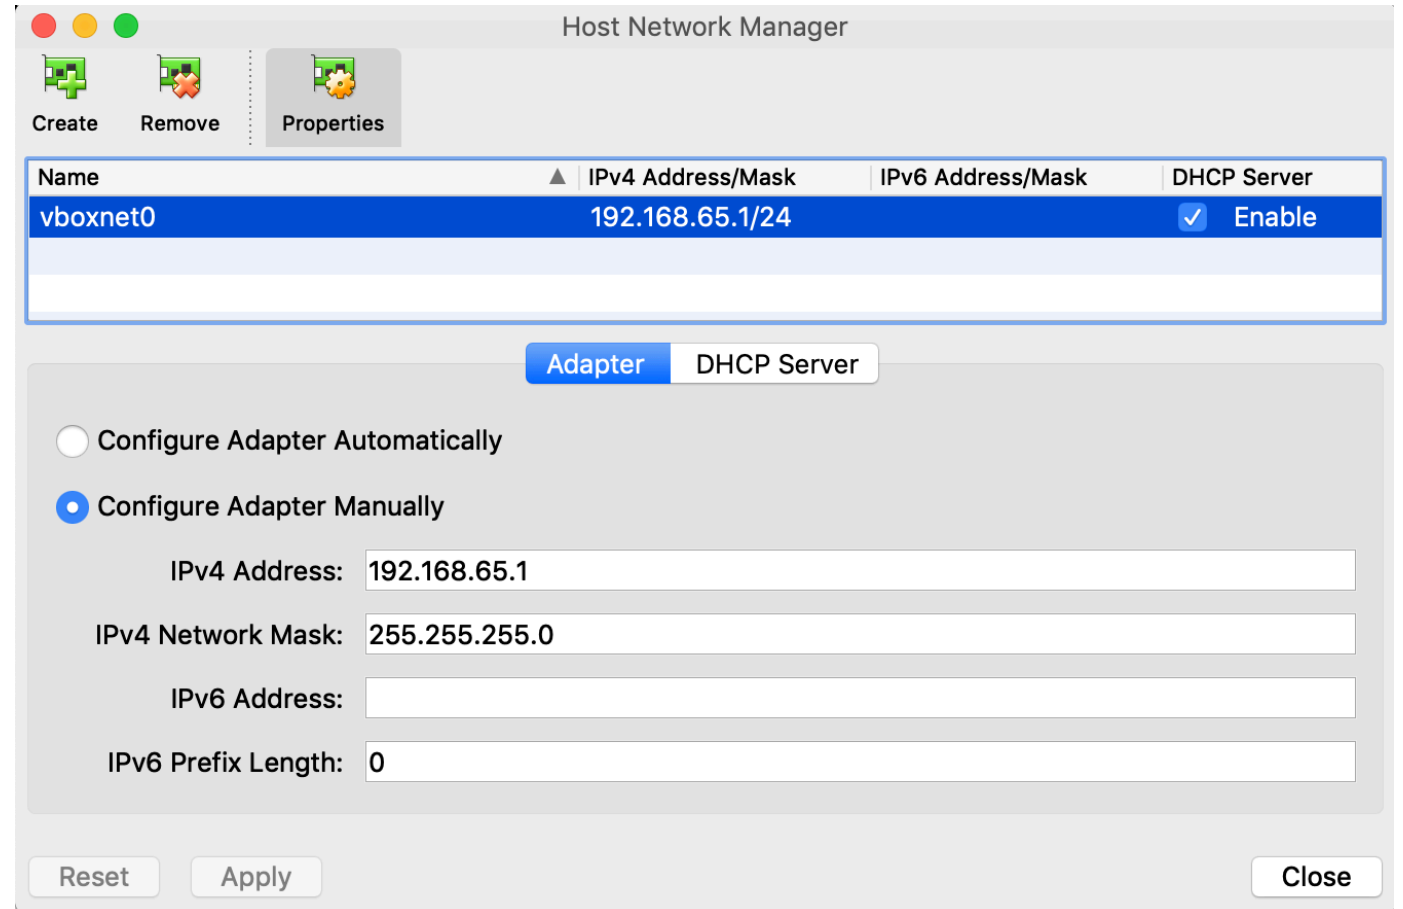 Host Network Manager
Create Remove Properties
Name IPv4 Address/Mask IPv6 Address/Mask DHCP Server
vboxnet0 192.168.65.1/24 Enable
Adapter DHCP Server
Configure Adapter Automatically
Configure Adapter Manually
IPv4 Address: 192.168.65.1
IPv4 Network Mask: 255.255.255.0
IPv6 Address:
IPv6 Prefix Length: 0
Reset Apply Close